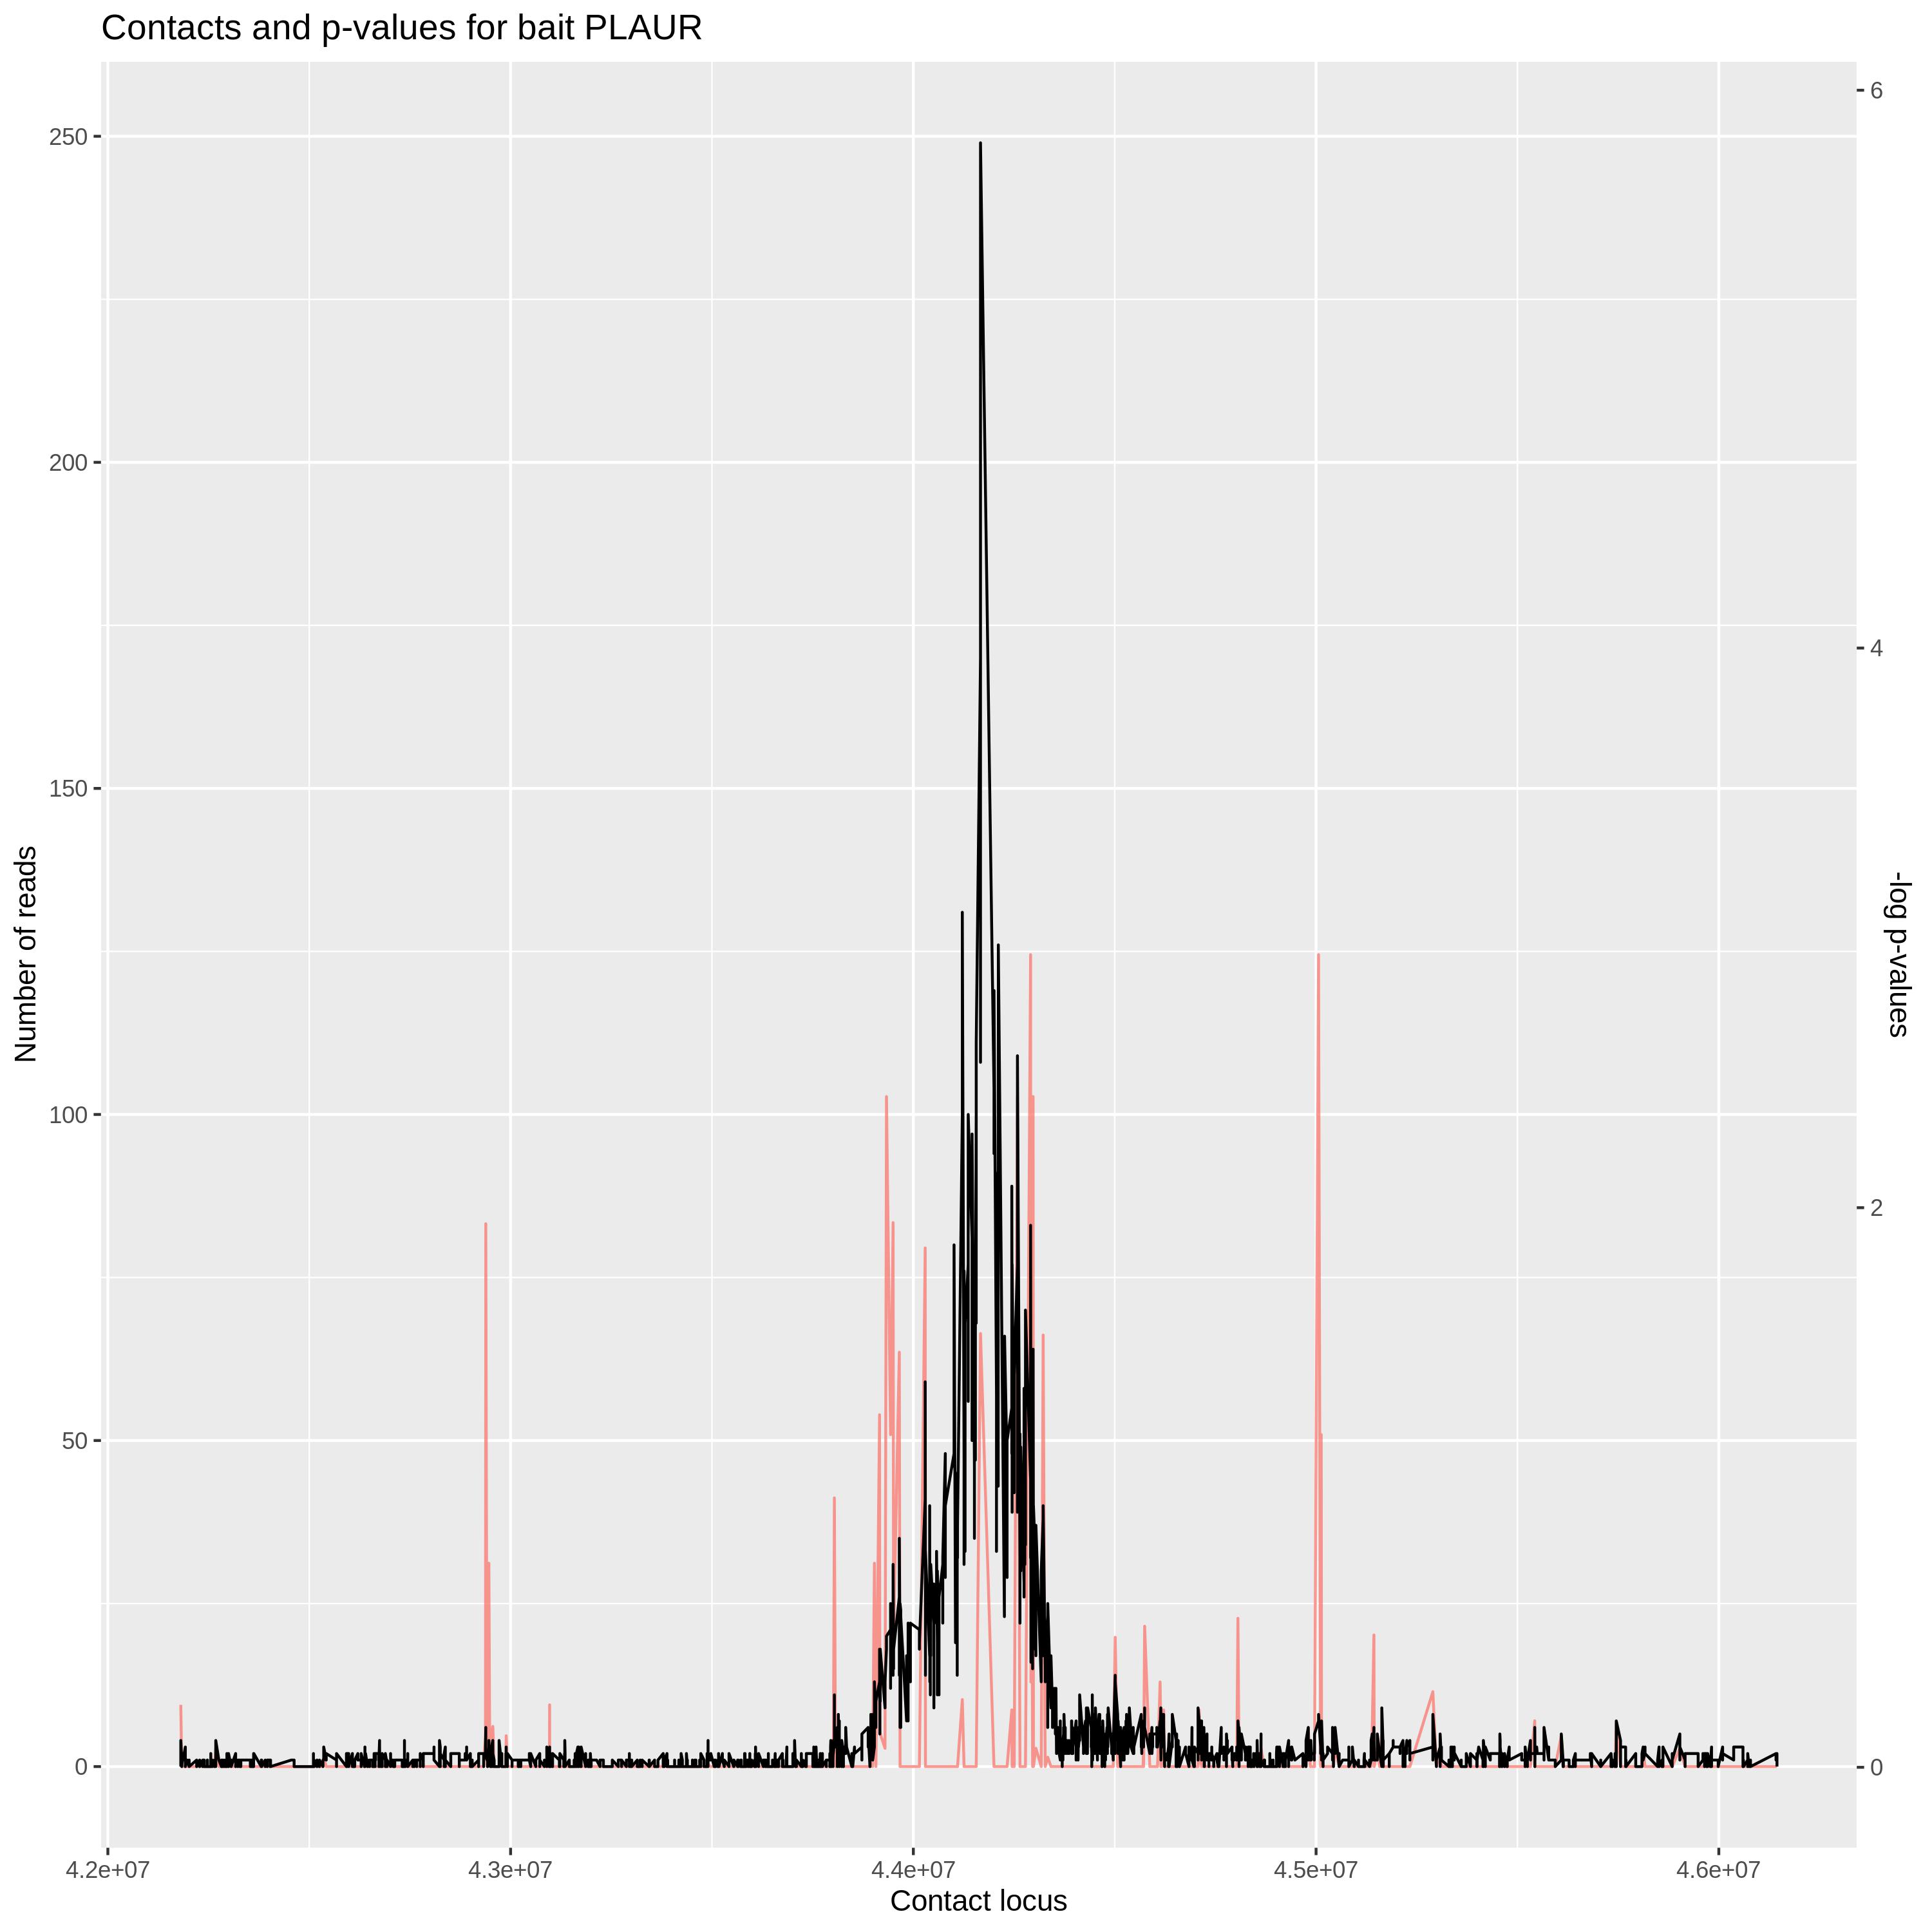 Contacts and p-values for bait PLAUR
250
200
150
100
50
0
Number of reads
6
4
2
0
-log p-values
4.2e+07 4.3e+07 4.4e+07 4.5e+07 4.6e+07
Contact locus